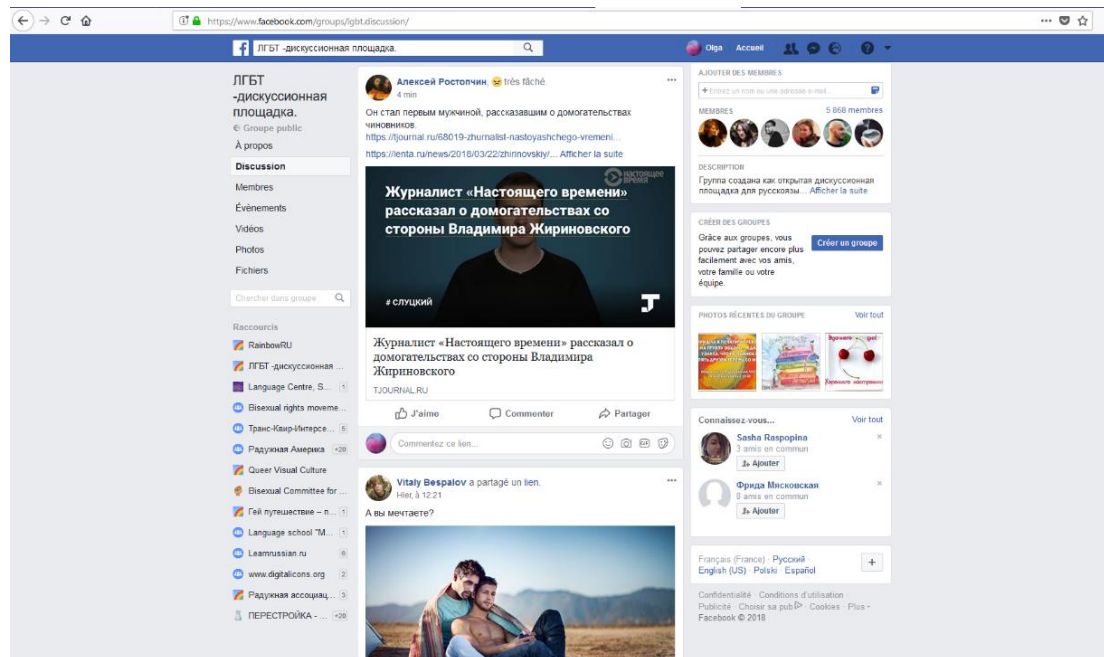 https://www.facebook.com/groups/lgbt.discussion/
ЛГБТ -дискуссионная площадка.
Olga Accueil
ЛГБТ
-дискуссионная
площадка.
Groupe public
À propos
Discussion
Membres
Évènements
Vidéos
Photos
Fichiers
Chercher dans groupe
Raccourcis
RainbowRU
ЛГБТ -дискуссионная ...
Language Centre, S... 1
Bisexual rights moveme...
Транс-Квир-Интерсе... 5
Радужная Америка +20
Queer Visual Culture
Bisexual Committee for ...
Гей путешествие – п... 1
Language school "M... 1
Learnrussian.ru 6
www.digitalicons.org 2
Радужная ассоциац... 3
ПЕРЕСТРОЙКА - ... +20
Алексей Ростопчин, très fâché.
4 min
Он стал первым мужчиной, рассказавшим о домогательствах
чиновников.
https://tjournal.ru/68019-zhurnalist-nastoyashchego-vremeni...
https://lenta.ru/news/2018/03/22/zhirinovskiy/... Afficher la suite
НАСТОЯЩЕЕ
ВРЕМЯ
Журналист «Настоящего времени»
рассказал о домогательствах со
стороны Владимира Жириновского
# СЛУЦКИЙ
Журналист «Настоящего времени» рассказал о
домогательствах со стороны Владимира
Жириновского
TJOURNAL.RU
J'aime Commenter Partager
Commentez ce lien...
GIF
Vitaly Bespalov a partagé un lien.
Hier, à 12:21
А вы мечтаете?
AJOUTER DES MEMBRES
+ Entrez un nom ou une adresse e-mail...
MEMBRES 5 868 membres
DESCRIPTION
Группа создана как открытая дискуссионная
площадка для русскоязы... Afficher la suite
CRÉER DES GROUPES
Grâce aux groupes, vous
pouvez partager encore plus
facilement avec vos amis,
votre famille ou votre
équipe.
Créer un groupe
PHOTOS RÉCENTES DU GROUPE Voir tout
Connaissez-vous... Voir tout
Sasha Raspopina
3 amis en commun
Ajouter
Фрида Мясковская
8 amis en commun
Ajouter
Français (France) · Русский ·
English (US) · Polski · Español
Confidentialité · Conditions d'utilisation ·
Publicité · Choisir sa pub · Cookies · Plus
Facebook © 2018